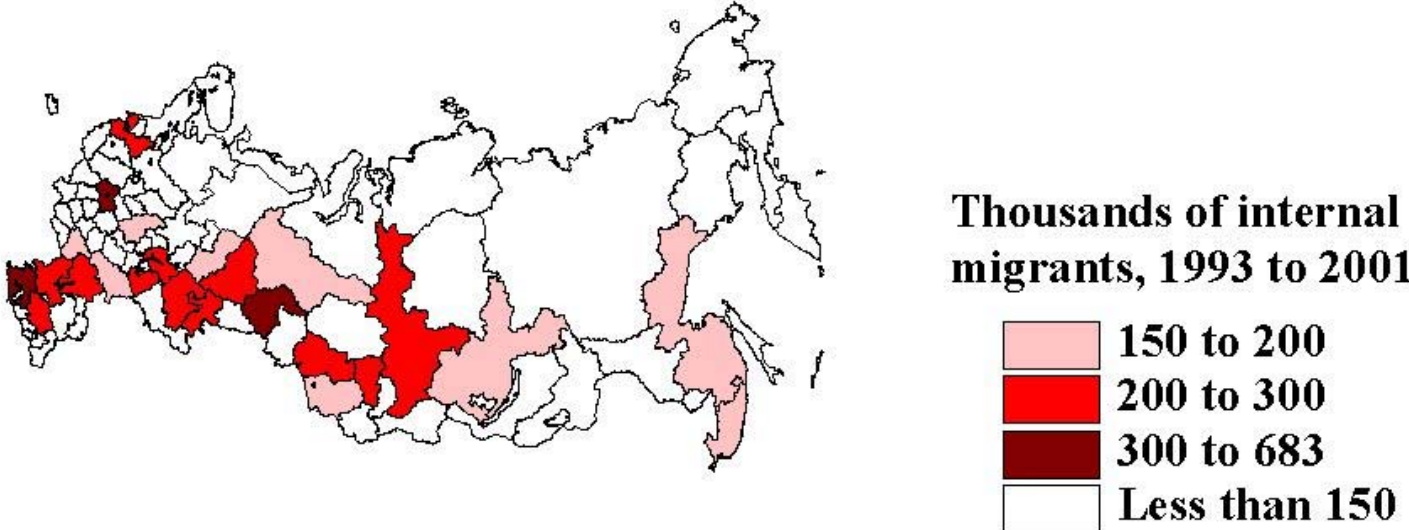 Thousands of internal
migrants, 1993 to 2001
150 to 200
200 to 300
300 to 683
Less than 150